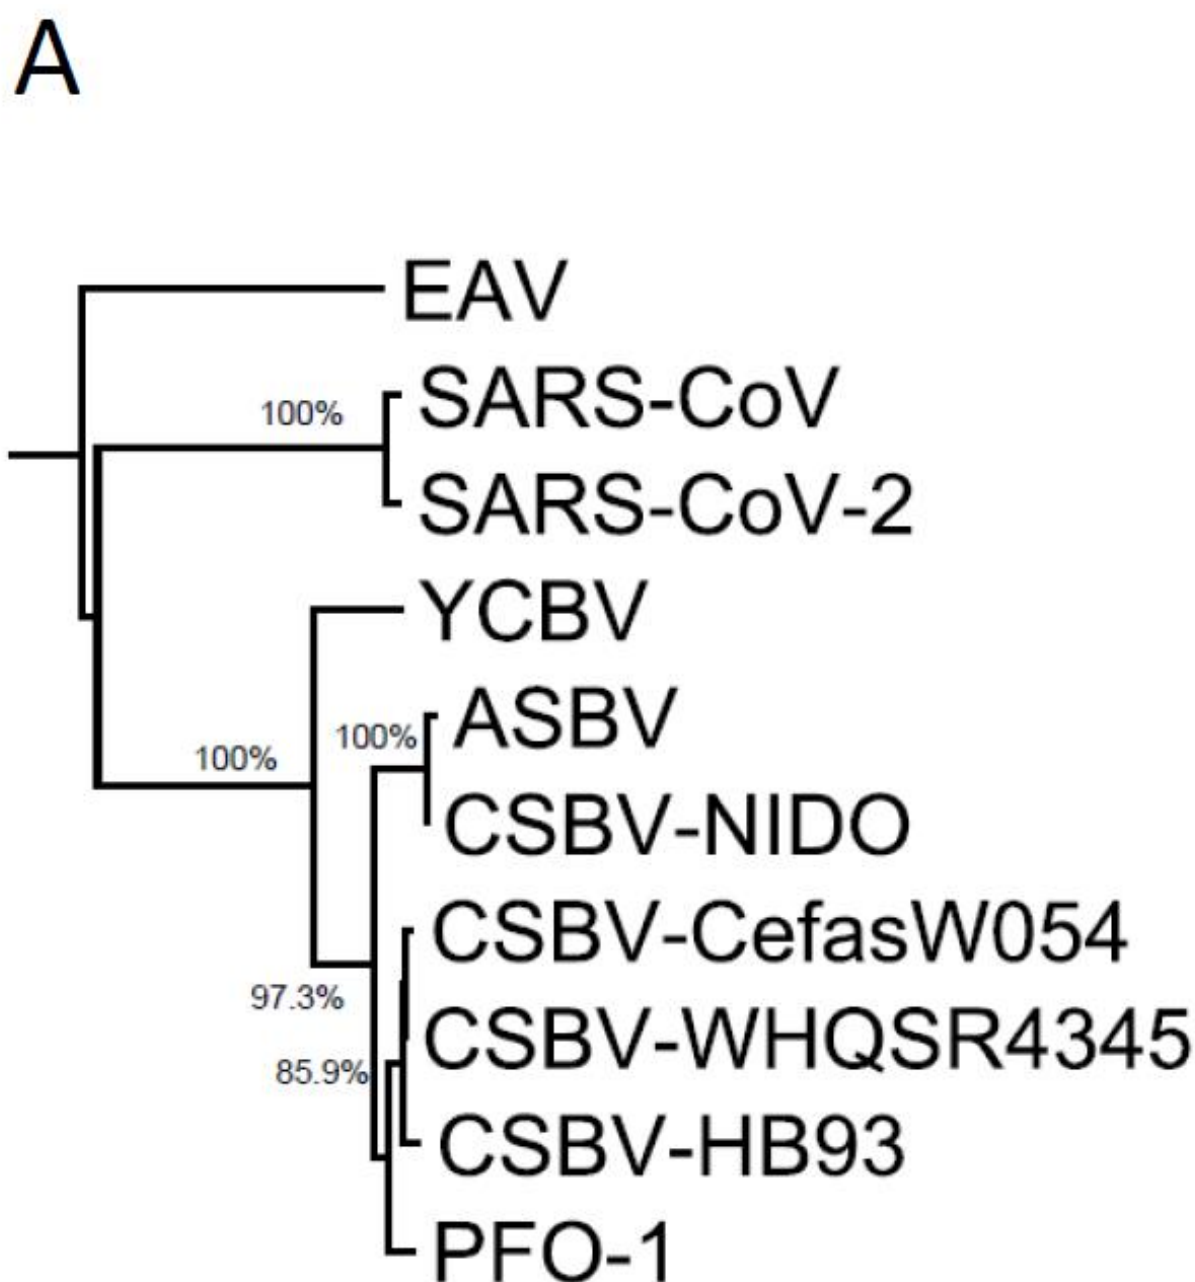 A
EAV
100%
SARS-CoV
SARS-CoV-2
YCBV
ASBV
100%
100%
CSBV-NIDO
CSBV-CefasW054
97.3%
CSBV-WHQSR4345
85.9%
CSBV-HB93
PFO-1